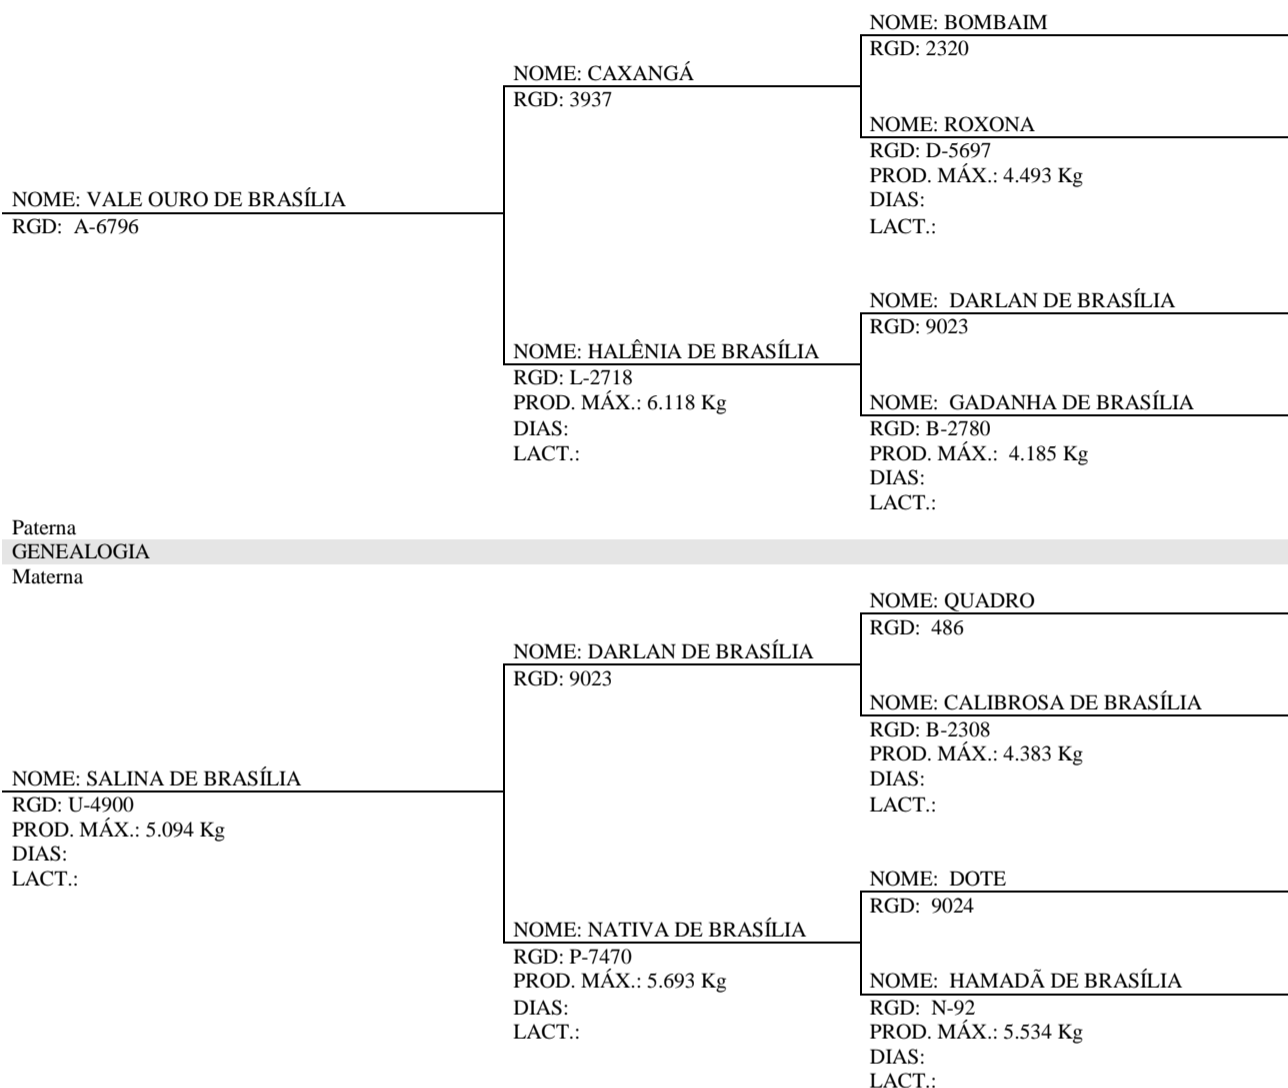 NOME: BOMBAIM
RGD: 2320
NOME: CAXANGÁ
RGD: 3937
NOME: ROXONA
RGD: D-5697
PROD. MÁX.: 4.493 Kg
DIAS:
LACT.:
NOME: VALE OURO DE BRASÍLIA
RGD: A-6796
NOME: DARLAN DE BRASÍLIA
RGD: 9023
NOME: HALÊNIA DE BRASÍLIA
RGD: L-2718
PROD. MÁX.: 6.118 Kg
DIAS:
LACT.:
NOME: GADANHA DE BRASÍLIA
RGD: B-2780
PROD. MÁX.: 4.185 Kg
DIAS:
LACT.:
Paterna
GENEALOGIA
Materna
NOME: QUADRO
RGD: 486
NOME: DARLAN DE BRASÍLIA
RGD: 9023
NOME: CALIBROSA DE BRASÍLIA
RGD: B-2308
PROD. MÁX.: 4.383 Kg
DIAS:
LACT.:
NOME: SALINA DE BRASÍLIA
RGD: U-4900
PROD. MÁX.: 5.094 Kg
DIAS:
LACT.:
NOME: DOTE
RGD: 9024
NOME: NATIVA DE BRASÍLIA
RGD: P-7470
PROD. MÁX.: 5.693 Kg
DIAS:
LACT.:
NOME: HAMADÃ DE BRASÍLIA
RGD: N-92
PROD. MÁX.: 5.534 Kg
DIAS:
LACT.: